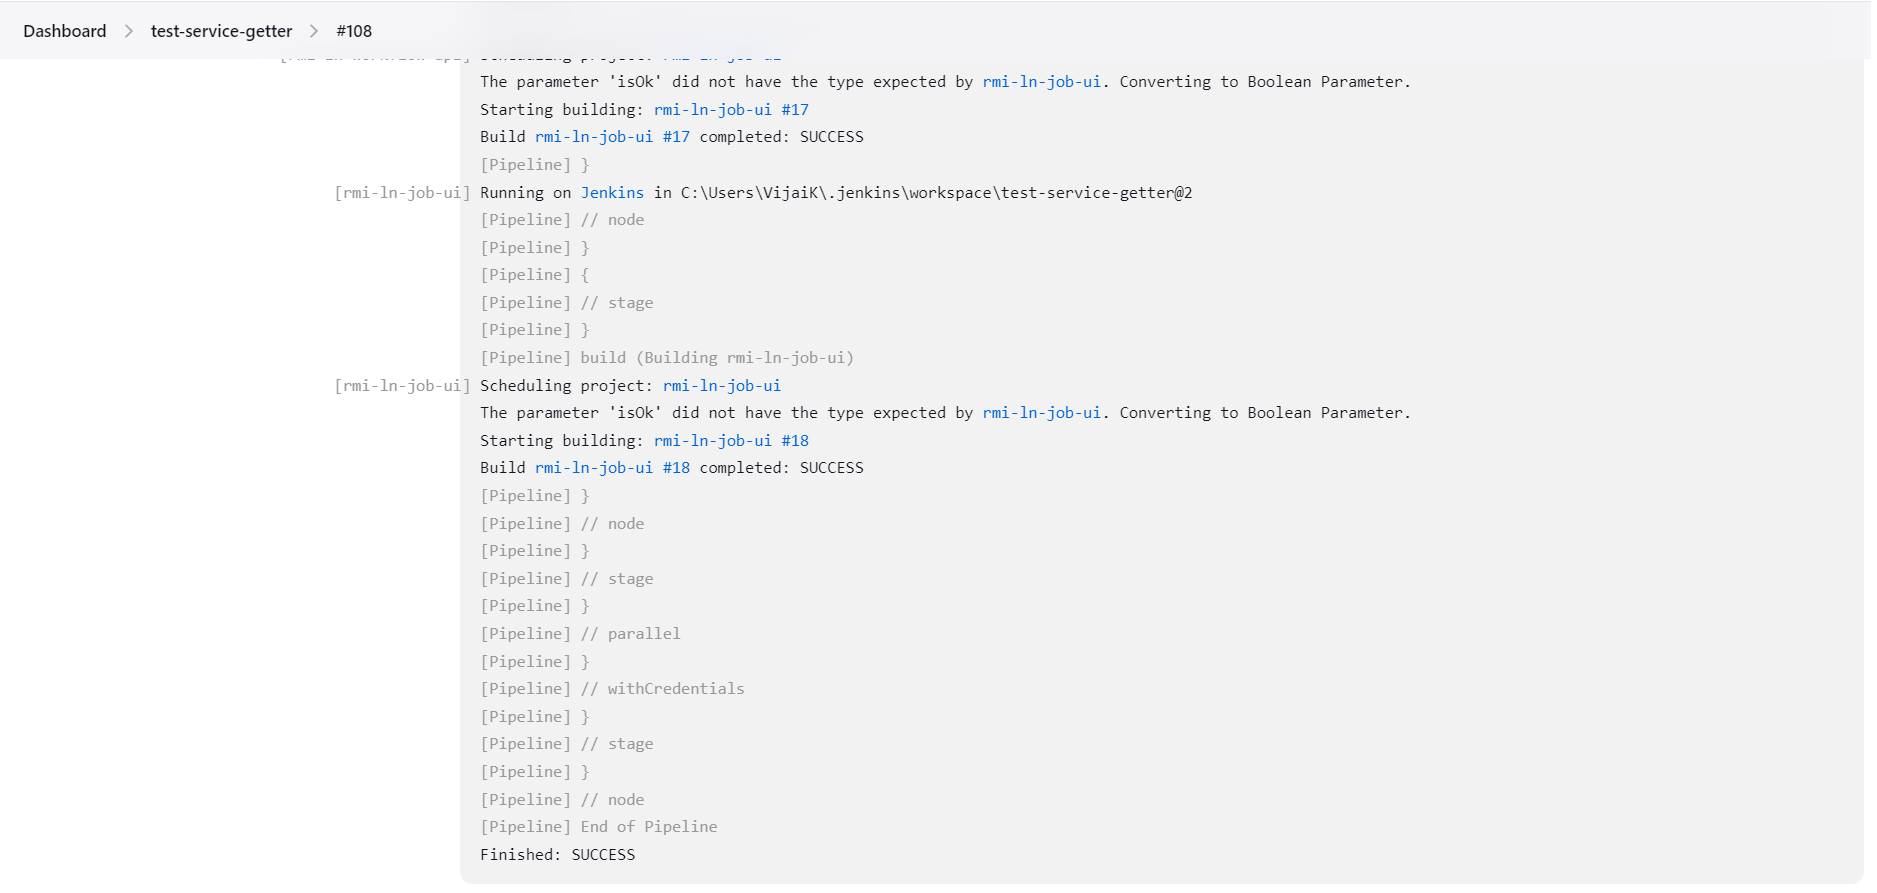 Dashboard > test-service-getter > #108
The parameter 'isOk' did not have the type expected by rmi-ln-job-ui. Converting to Boolean Parameter.
Starting building: rmi-ln-job-ui #17
Build rmi-ln-job-ui #17 completed: SUCCESS
[Pipeline] }
[rmi-ln-job-ui] Running on Jenkins in C:\Users\VijaiK\.jenkins\workspace\test-service-getter@2
[Pipeline] // node
[Pipeline] }
[Pipeline] {
[Pipeline] // stage
[Pipeline] }
[Pipeline] build (Building rmi-ln-job-ui)
[rmi-ln-job-ui] Scheduling project: rmi-ln-job-ui
The parameter 'isOk' did not have the type expected by rmi-ln-job-ui. Converting to Boolean Parameter.
Starting building: rmi-ln-job-ui #18
Build rmi-ln-job-ui #18 completed: SUCCESS
[Pipeline] }
[Pipeline] // node
[Pipeline] }
[Pipeline] // stage
[Pipeline] }
[Pipeline] // parallel
[Pipeline] }
[Pipeline] // withCredentials
[Pipeline] }
[Pipeline] // stage
[Pipeline] }
[Pipeline] // node
[Pipeline] End of Pipeline
Finished: SUCCESS